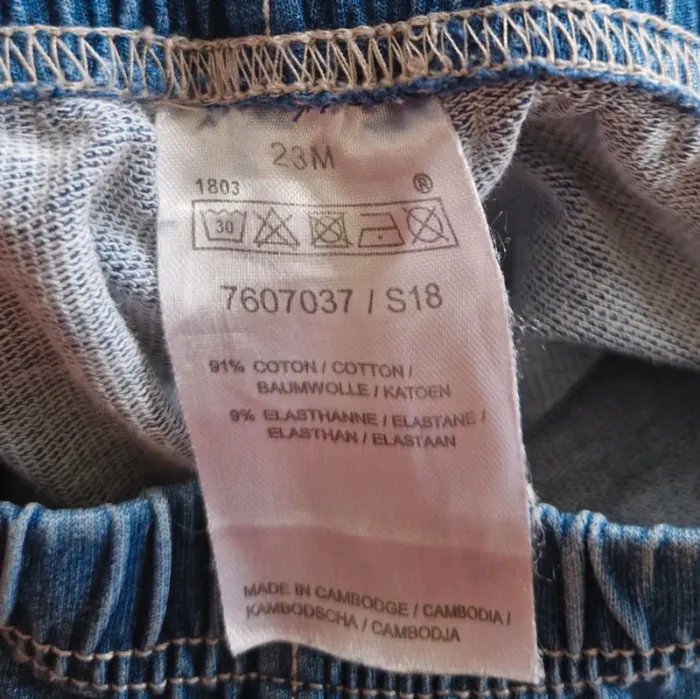 23M
1803 ®
30
7607037 / S18
91% COTON / COTTON /
BAUMWOLLE / KATOEN
9% ELASTHANNE / ELASTANE /
ELASTHAN / ELASTAAN
MADE IN CAMBODGE / CAMBODIA /
KAMBODSCHA / CAMBODJA